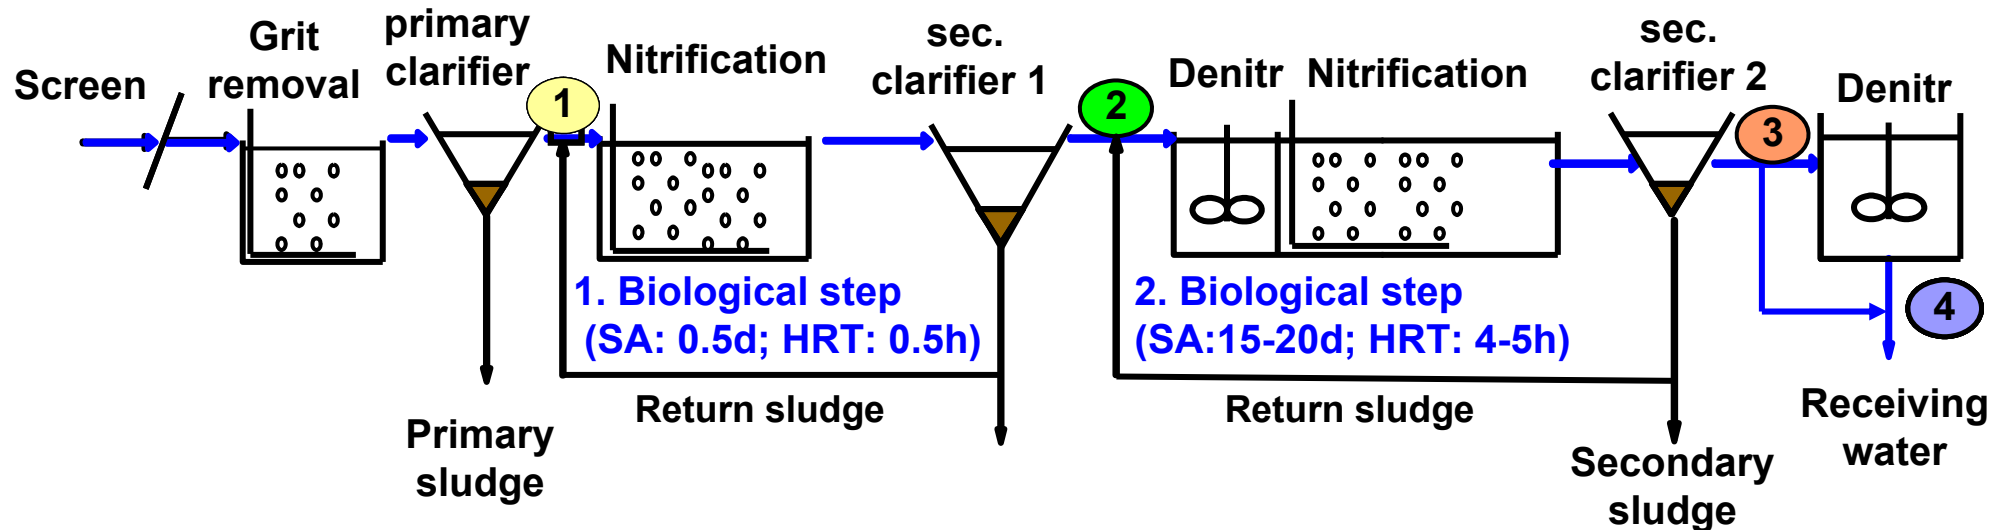 Screen
Grit
removal
primary
clarifier
1
Nitrification
sec.
clarifier 1
2
Denitr
Nitrification
sec.
clarifier 2
3
Denitr
1. Biological step
(SA: 0.5d; HRT: 0.5h)
2. Biological step
(SA:15-20d; HRT: 4-5h)
4
Return sludge
Return sludge
Primary
sludge
Secondary
sludge
Receiving
water